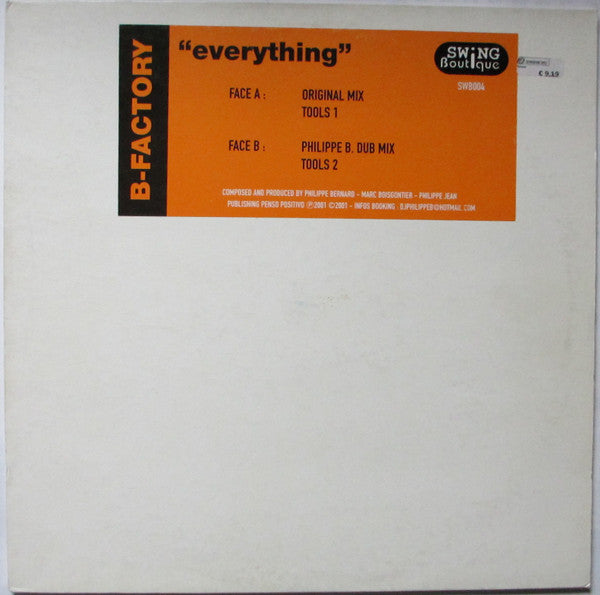 B-FACTORY
“everything”
SWiNG
Boutique
SWB004
€ 9,19
FACE A : ORIGINAL MIX
TOOLS 1
FACE B : PHILIPPE B. DUB MIX
TOOLS 2
COMPOSED AND PRODUCED BY PHILIPPE BERNARD - MARC BOISGONTIER - PHILIPPE JEAN
PUBLISHING PENSO POSITIVO ℗2001 ©2001 - INFOS BOOKING : DJPHILIPPEB@HOTMAIL.COM